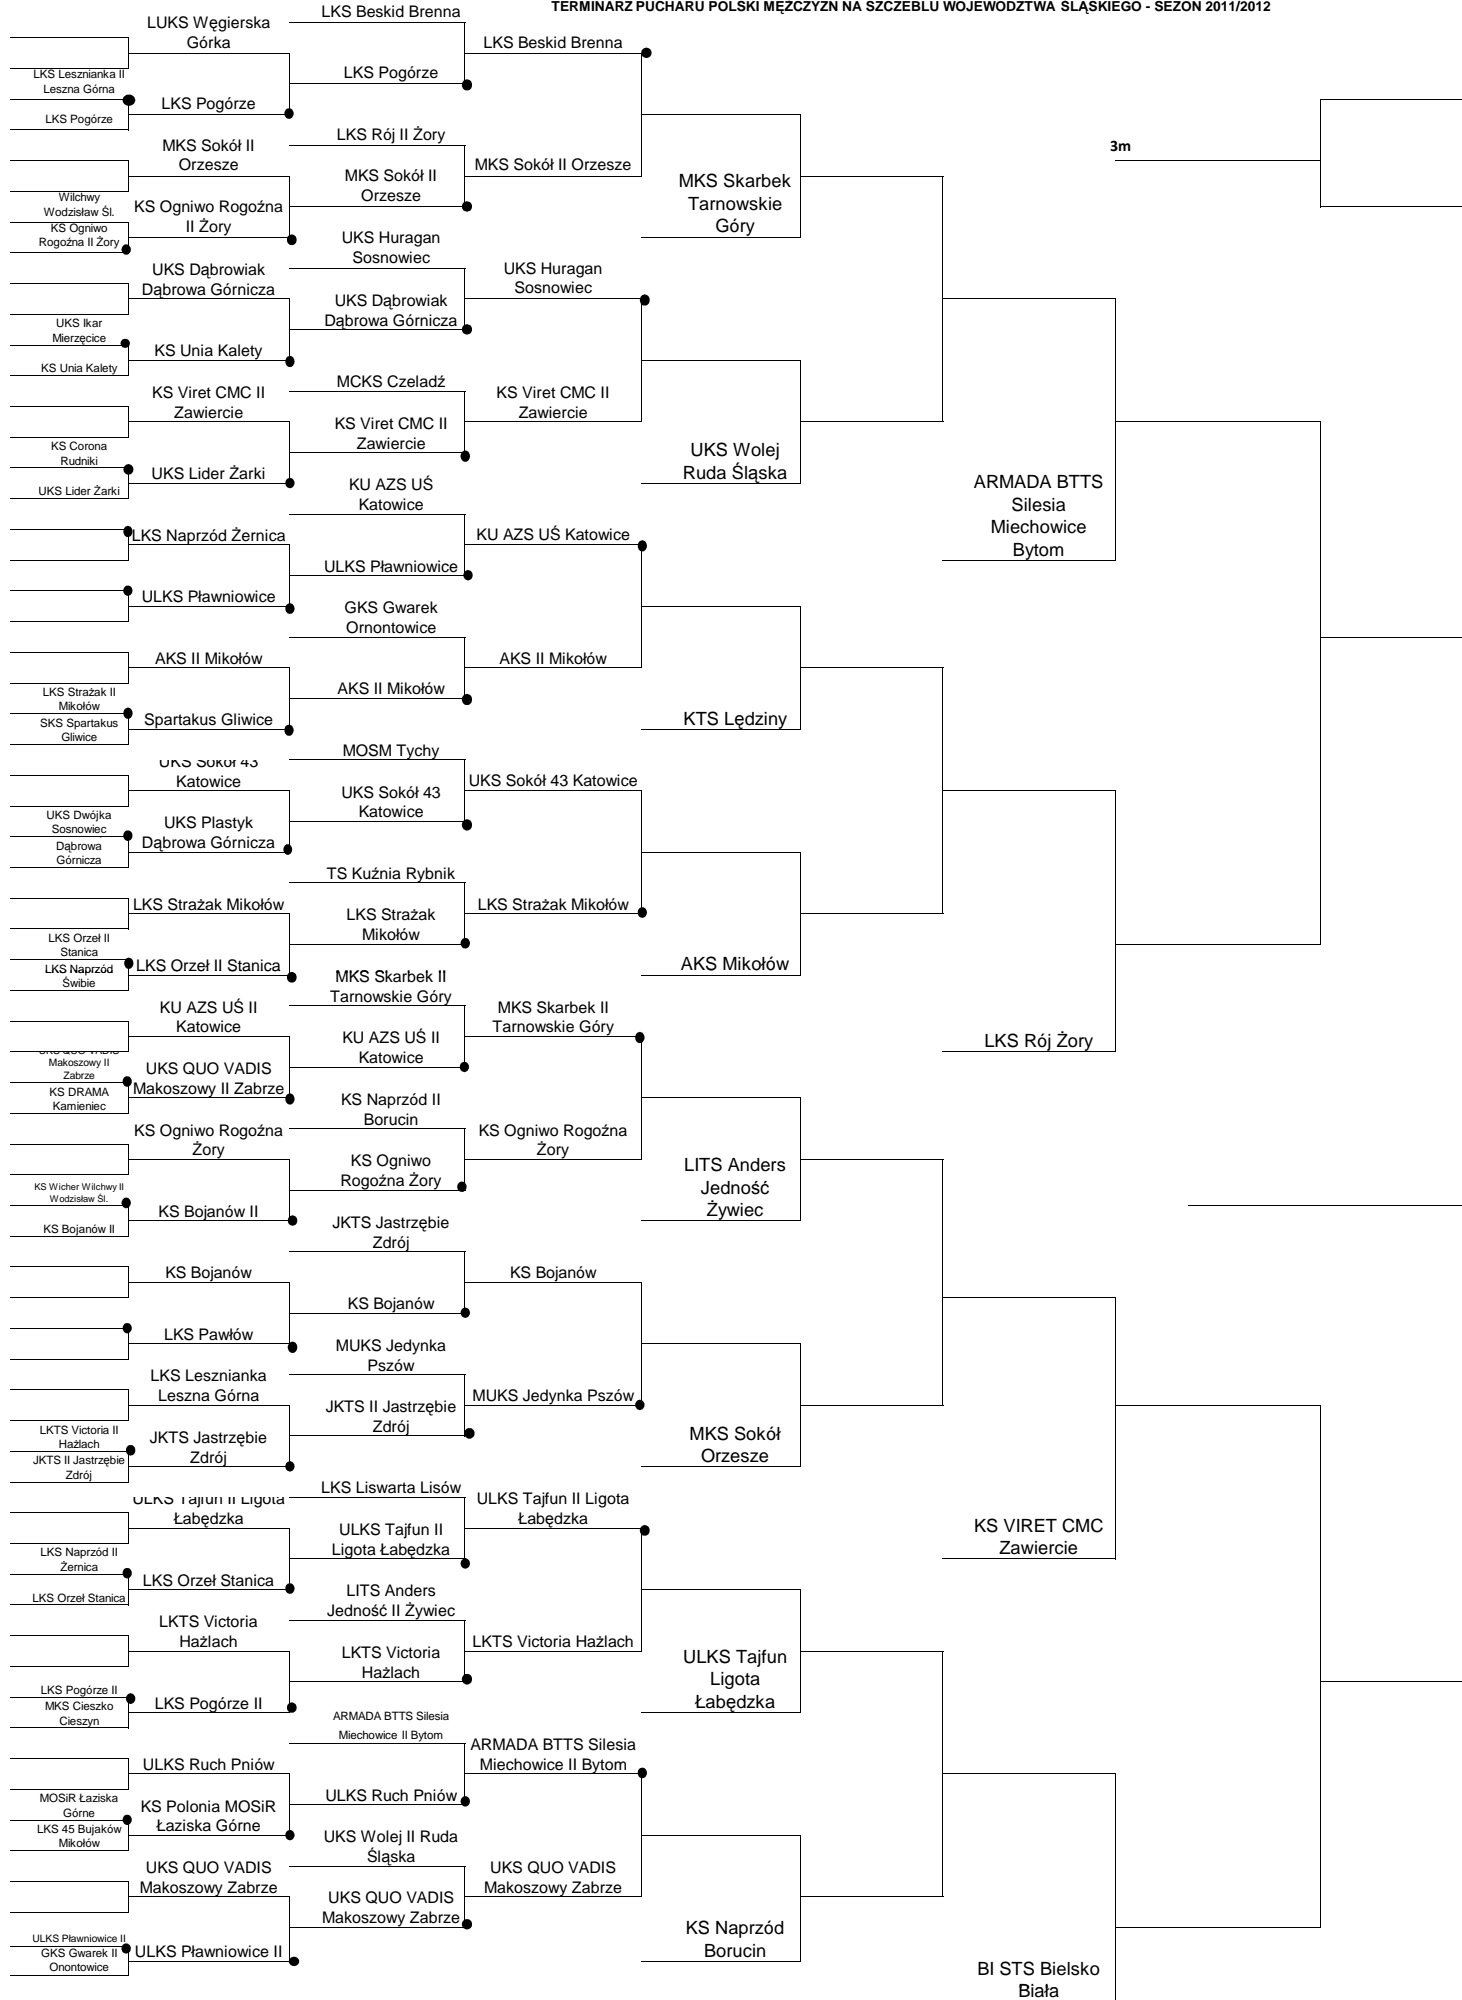 TERMINARZ PUCHARU POLSKI MĘŻCZYZN NA SZCZEBLU WOJEWÓDZTWA ŚLĄSKIEGO - SEZON 2011/2012
3m
LKS Lesznianka II
Leszna Górna
LKS Pogórze
Wilchwy
Wodzisław Śl.
KS Ogniwo
Rogoźna II Żory
UKS Ikar
Mierzęcice
KS Unia Kalety
KS Corona
Rudniki
UKS Lider Żarki
LKS Strażak II
Mikołów
SKS Spartakus
Gliwice
UKS Dwójka
Sosnowiec
Dąbrowa
Górnicza
LKS Orzeł II
Stanica
LKS Naprzód
Świbie
UKS QUO VADIS
Makoszowy II
Zabrze
KS DRAMA
Kamieniec
KS Wicher Wilchwy II
Wodzisław Śl.
KS Bojanów II
LKTS Victoria II
Hażlach
JKTS II Jastrzębie
Zdrój
LKS Naprzód II
Żernica
LKS Orzeł Stanica
LKS Pogórze II
MKS Cieszko
Cieszyn
MOSiR Łaziska
Górne
LKS 45 Bujaków
Mikołów
ULKS Pławniowice II
GKS Gwarek II
Onontowice
LUKS Węgierska
Górka
LKS Pogórze
MKS Sokół II
Orzesze
KS Ogniwo Rogoźna
II Żory
UKS Dąbrowiak
Dąbrowa Górnicza
KS Unia Kalety
KS Viret CMC II
Zawiercie
UKS Lider Żarki
LKS Naprzód Żernica
ULKS Pławniowice
AKS II Mikołów
Spartakus Gliwice
UKS Sokół 43
Katowice
UKS Plastyk
Dąbrowa Górnicza
LKS Strażak Mikołów
LKS Orzeł II Stanica
KU AZS UŚ II
Katowice
UKS QUO VADIS
Makoszowy II Zabrze
KS Ogniwo Rogoźna
Żory
KS Bojanów II
KS Bojanów
LKS Pawłów
LKS Lesznianka
Leszna Górna
JKTS Jastrzębie
Zdrój
ULKS Tajfun II Ligota
Łabędzka
LKS Orzeł Stanica
LKTS Victoria
Hażlach
LKS Pogórze II
ULKS Ruch Pniów
KS Polonia MOSiR
Łaziska Górne
UKS QUO VADIS
Makoszowy Zabrze
ULKS Pławniowice II
LKS Beskid Brenna
LKS Pogórze
LKS Rój II Żory
MKS Sokół II
Orzesze
UKS Huragan
Sosnowiec
UKS Dąbrowiak
Dąbrowa Górnicza
MCKS Czeladź
KS Viret CMC II
Zawiercie
KU AZS UŚ
Katowice
ULKS Pławniowice
GKS Gwarek
Ornontowice
AKS II Mikołów
MOSM Tychy
UKS Sokół 43
Katowice
TS Kuźnia Rybnik
LKS Strażak
Mikołów
MKS Skarbek II
Tarnowskie Góry
KU AZS UŚ II
Katowice
KS Naprzód II
Borucin
KS Ogniwo
Rogoźna Żory
JKTS Jastrzębie
Zdrój
KS Bojanów
MUKS Jedynka
Pszów
JKTS II Jastrzębie
Zdrój
LKS Liswarta Lisów
ULKS Tajfun II
Ligota Łabędzka
LITS Anders
Jedność II Żywiec
LKTS Victoria
Hażlach
ARMADA BTTS Silesia
Miechowice II Bytom
ULKS Ruch Pniów
UKS Wolej II Ruda
Śląska
UKS QUO VADIS
Makoszowy Zabrze
LKS Beskid Brenna
MKS Sokół II Orzesze
UKS Huragan
Sosnowiec
KS Viret CMC II
Zawiercie
KU AZS UŚ Katowice
AKS II Mikołów
UKS Sokół 43 Katowice
LKS Strażak Mikołów
MKS Skarbek II
Tarnowskie Góry
KS Ogniwo Rogoźna
Żory
KS Bojanów
MUKS Jedynka Pszów
ULKS Tajfun II Ligota
Łabędzka
LKTS Victoria Hażlach
ARMADA BTTS Silesia
Miechowice II Bytom
UKS QUO VADIS
Makoszowy Zabrze
MKS Skarbek
Tarnowskie
Góry
UKS Wolej
Ruda Śląska
KTS Lędziny
AKS Mikołów
LITS Anders
Jedność
Żywiec
MKS Sokół
Orzesze
ULKS Tajfun
Ligota
Łabędzka
KS Naprzód
Borucin
ARMADA BTTS
Silesia
Miechowice
Bytom
LKS Rój Żory
KS VIRET CMC
Zawiercie
BI STS Bielsko
Biała